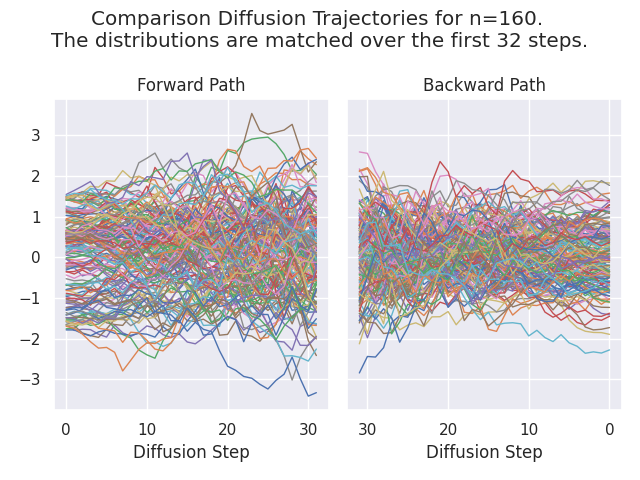 Comparison Diffusion Trajectories for n=160.
The distributions are matched over the first 32 steps.
Forward Path
Backward Path
3
2
1
0
−1
−2
−3
0 10 20 30
30 20 10 0
Diffusion Step
Diffusion Step